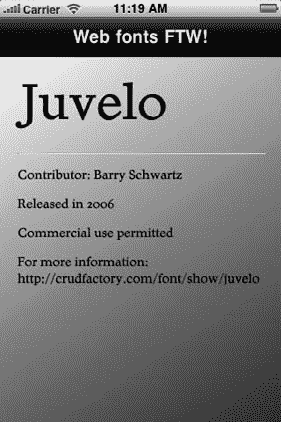 Carrier 11:19 AM
Web fonts FTW!
Juvelo
Contributor: Barry Schwartz
Released in 2006
Commercial use permitted
For more information:
http://crudfactory.com/font/show/juvelo